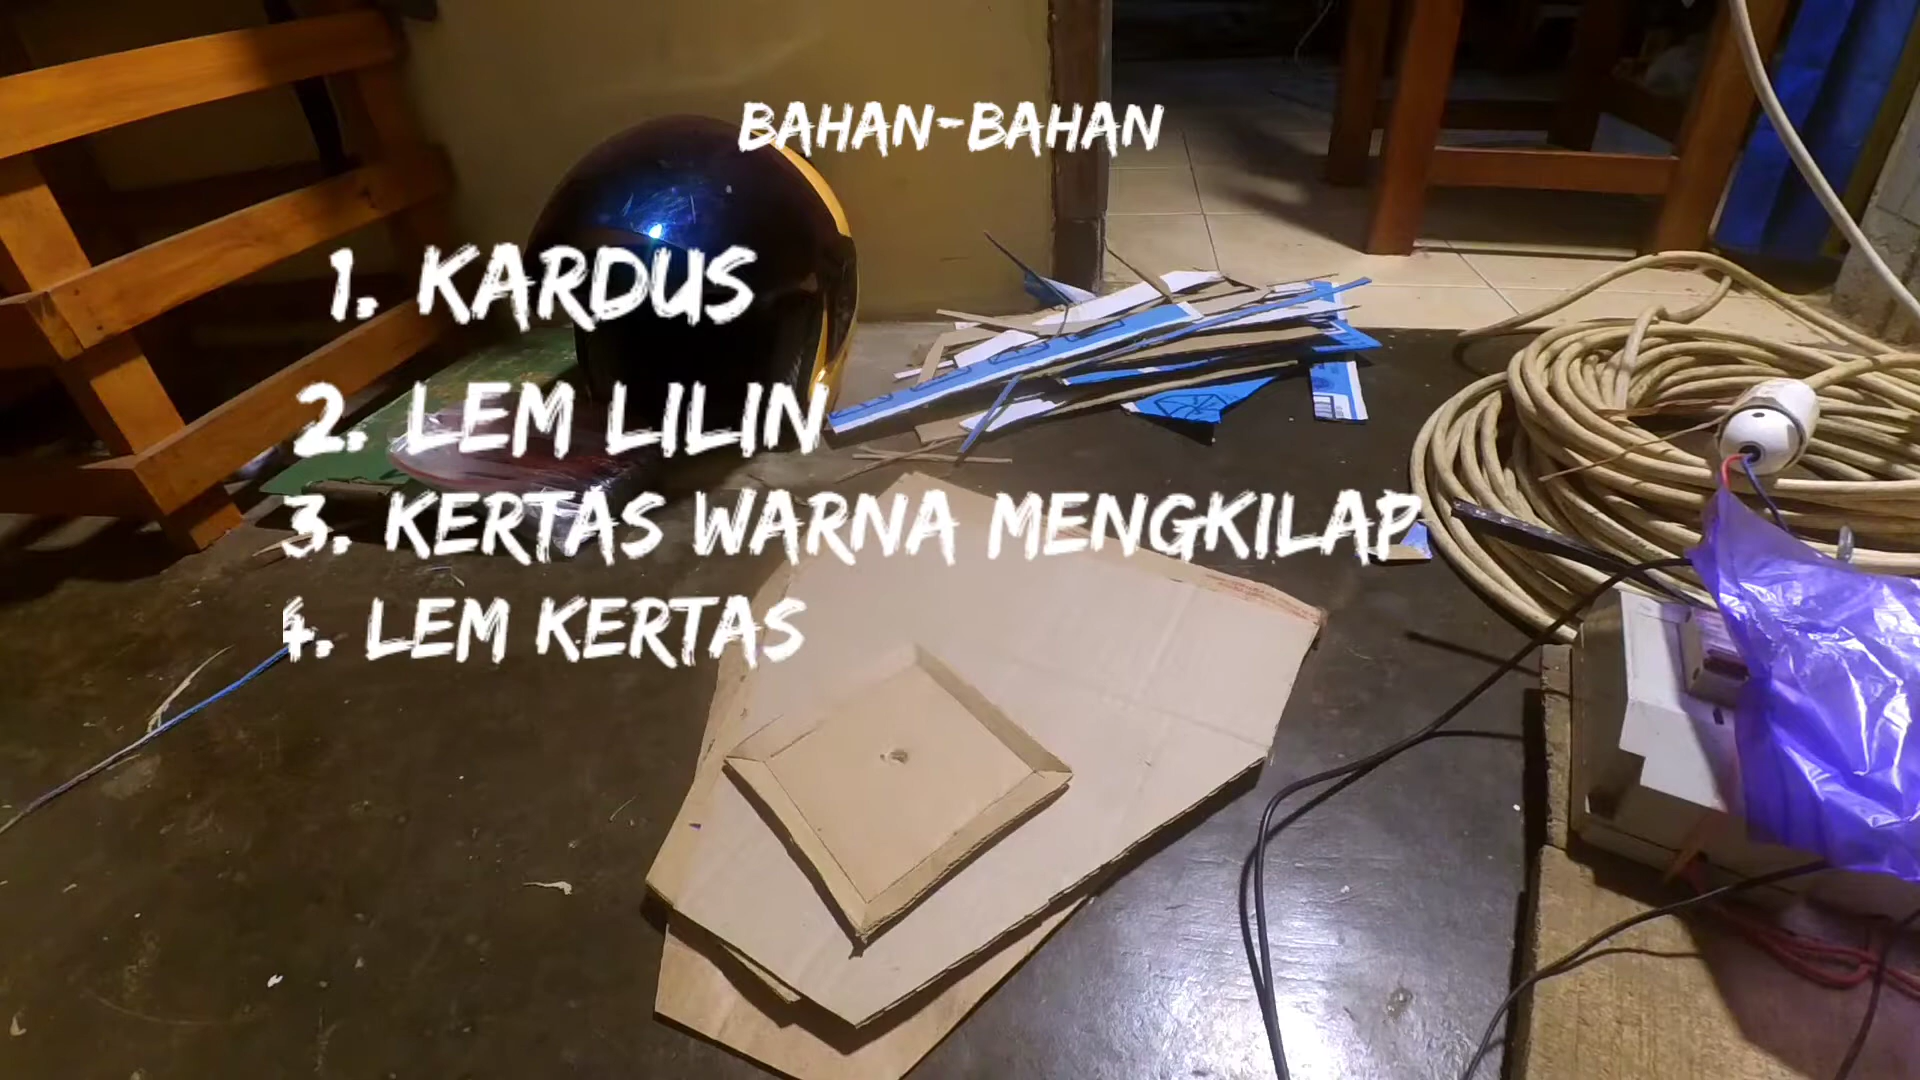 BAHAN-BAHAN
1. KARDUS
2. LEM LILIN
3. KERTAS WARNA MENGKILAP
4. LEM KERTAS